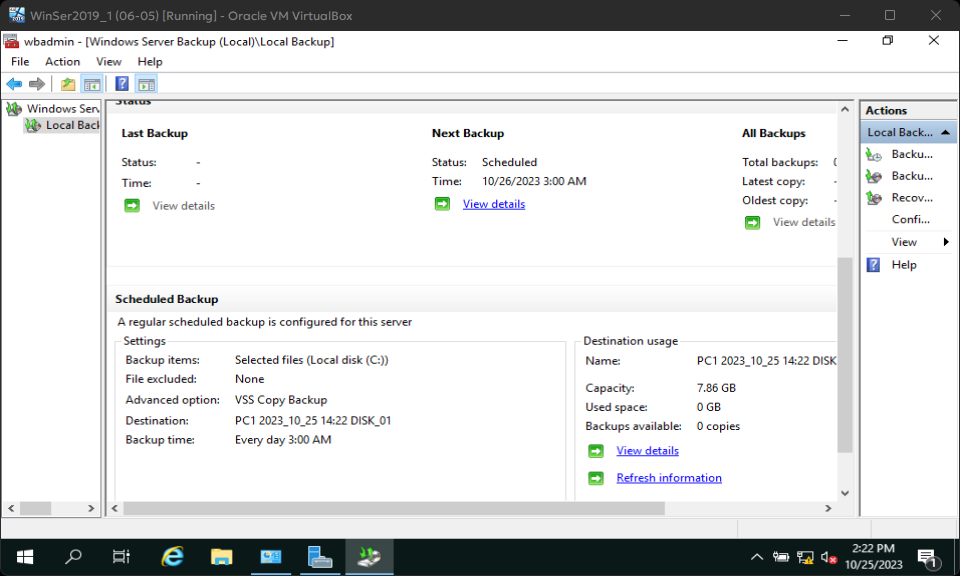 WinSer2019_1 (06-05) [Running] - Oracle VM VirtualBox
wbadmin - [Windows Server Backup (Local)\Local Backup]
File Action View Help
Windows Serv
Local Back
Status
Last Backup
Status: -
Time: -
View details
Next Backup
Status: Scheduled
Time: 10/26/2023 3:00 AM
View details
All Backups
Total backups:
Latest copy: -
Oldest copy: -
View details
Scheduled Backup
A regular scheduled backup is configured for this server
Settings
Backup items: Selected files (Local disk (C:))
File excluded: None
Advanced option: VSS Copy Backup
Destination: PC1 2023_10_25 14:22 DISK_01
Backup time: Every day 3:00 AM
Destination usage
Name: PC1 2023_10_25 14:22 DISK
Capacity: 7.86 GB
Used space: 0 GB
Backups available: 0 copies
View details
Refresh information
Actions
Local Back...
Backu...
Backu...
Recov...
Confi...
View
Help
2:22 PM
10/25/2023
1